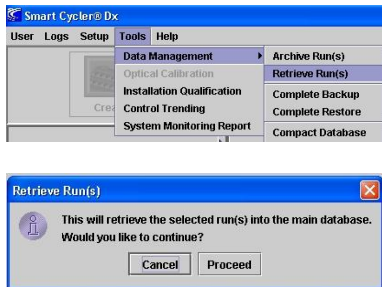 Smart Cycler® Dx
User Logs Setup Tools Help
Data Management Archive Run(s)
Optical Calibration Retrieve Run(s)
Installation Qualification Complete Backup
Control Trending Complete Restore
System Monitoring Report Compact Database
Crea
Retrieve Run(s)
This will retrieve the selected run(s) into the main database.
Would you like to continue?
Cancel Proceed